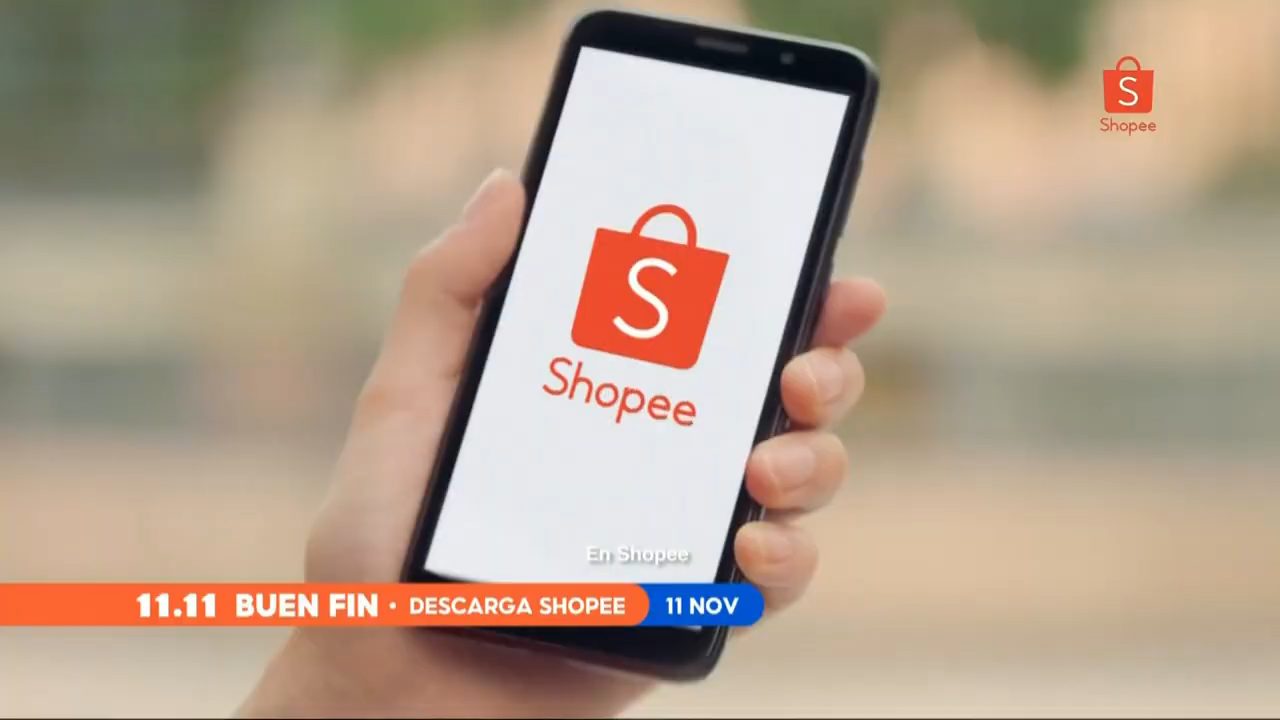 S
Shopee
S
Shopee
En Shopee
11.11 BUEN FIN • DESCARGA SHOPEE 11 NOV